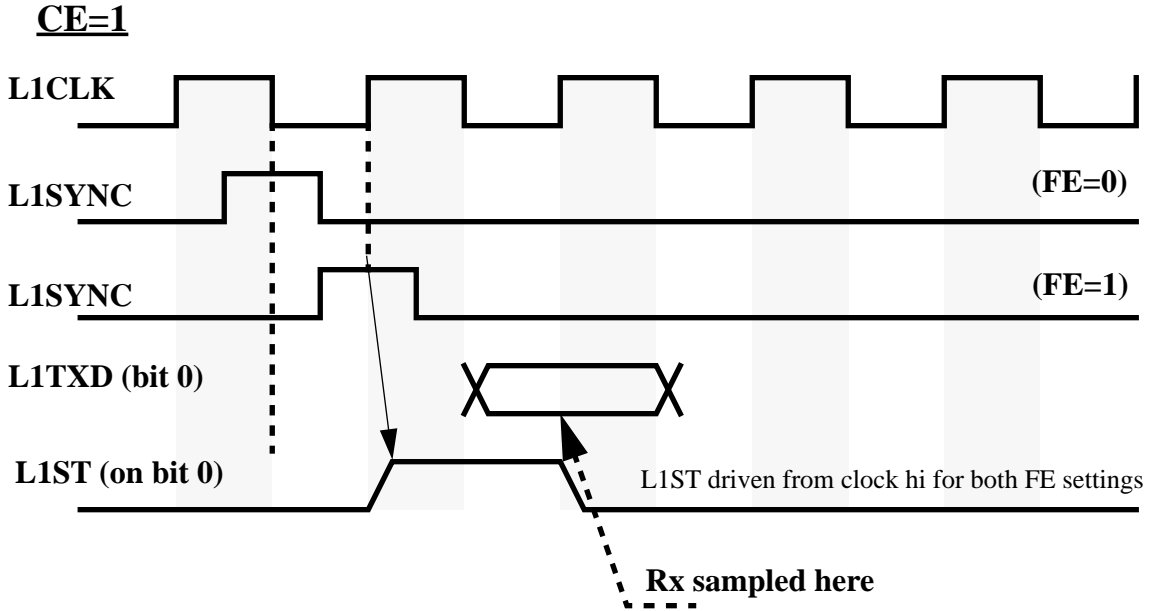 CE=1
L1CLK
L1SYNC
(FE=0)
L1SYNC
(FE=1)
L1TXD (bit 0)
L1ST (on bit 0)
L1ST driven from clock hi for both FE settings
Rx sampled here